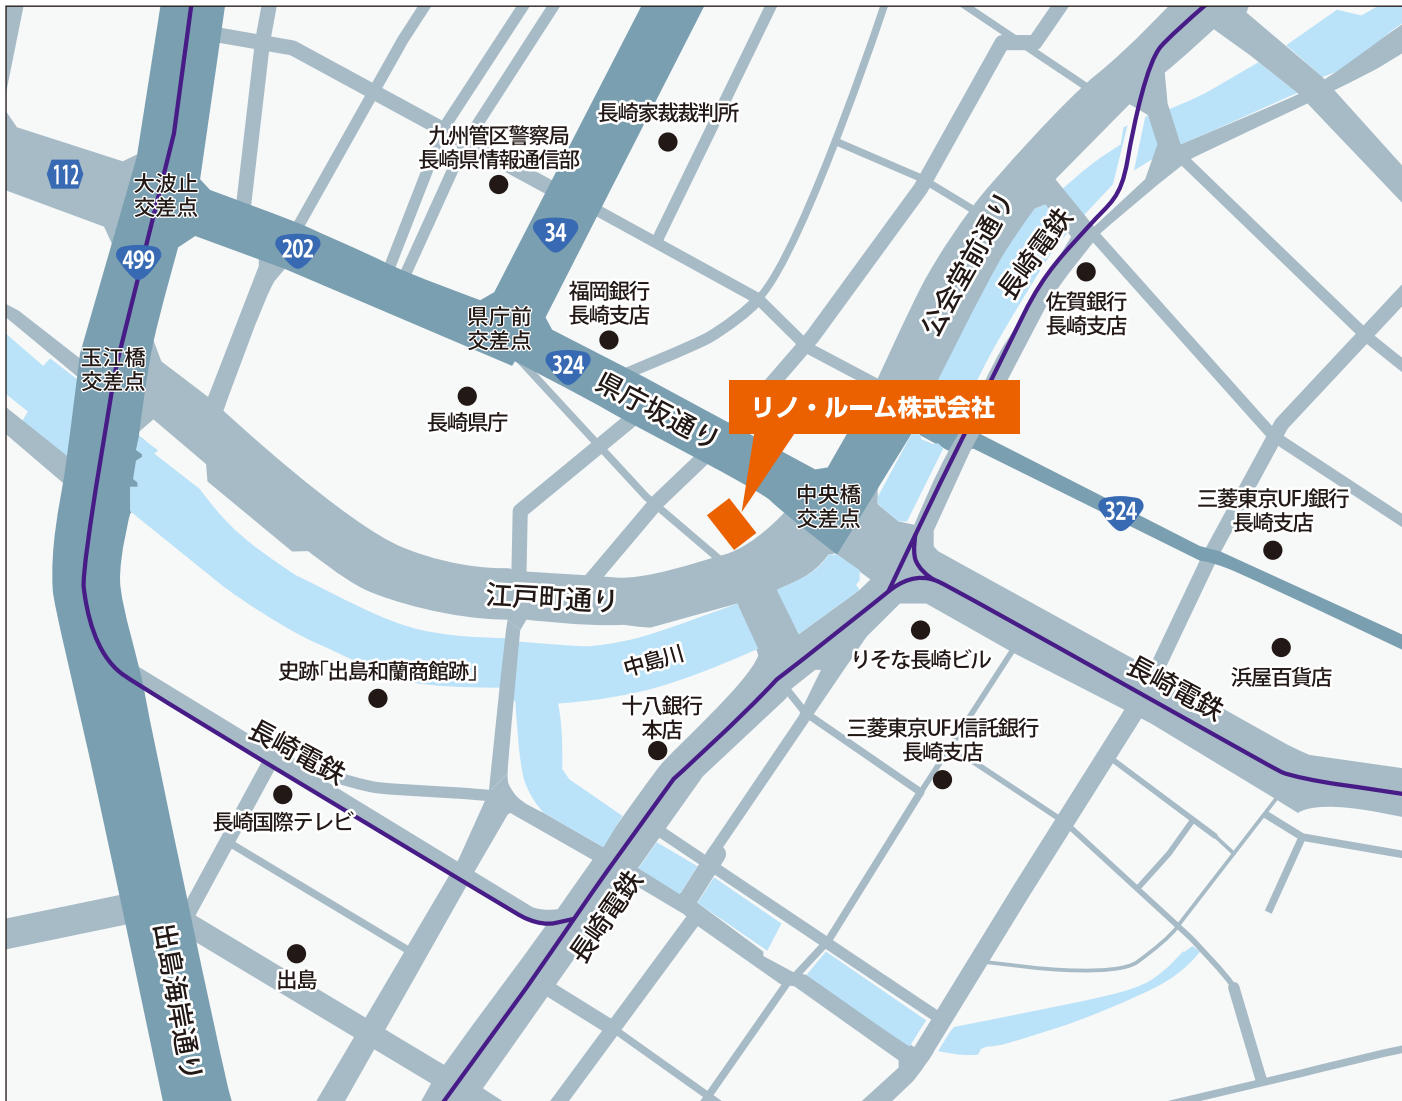 長崎家裁裁判所
九州管区警察局
長崎県情報通信部
112
大波止
交差点
499
202
34
公会堂前通り
長崎電鉄
佐賀銀行
長崎支店
福岡銀行
長崎支店
県庁前
交差点
324
玉江橋
交差点
長崎県庁
県庁坂通り
リノ・ルーム株式会社
中央橋
交差点
三菱東京UFJ銀行
長崎支店
324
江戸町通り
中島川
りそな長崎ビル
浜屋百貨店
長崎電鉄
史跡「出島和蘭商館跡」
十八銀行
本店
三菱東京UFJ信託銀行
長崎支店
長崎電鉄
長崎国際テレビ
長崎電鉄
出島
出島海岸通り